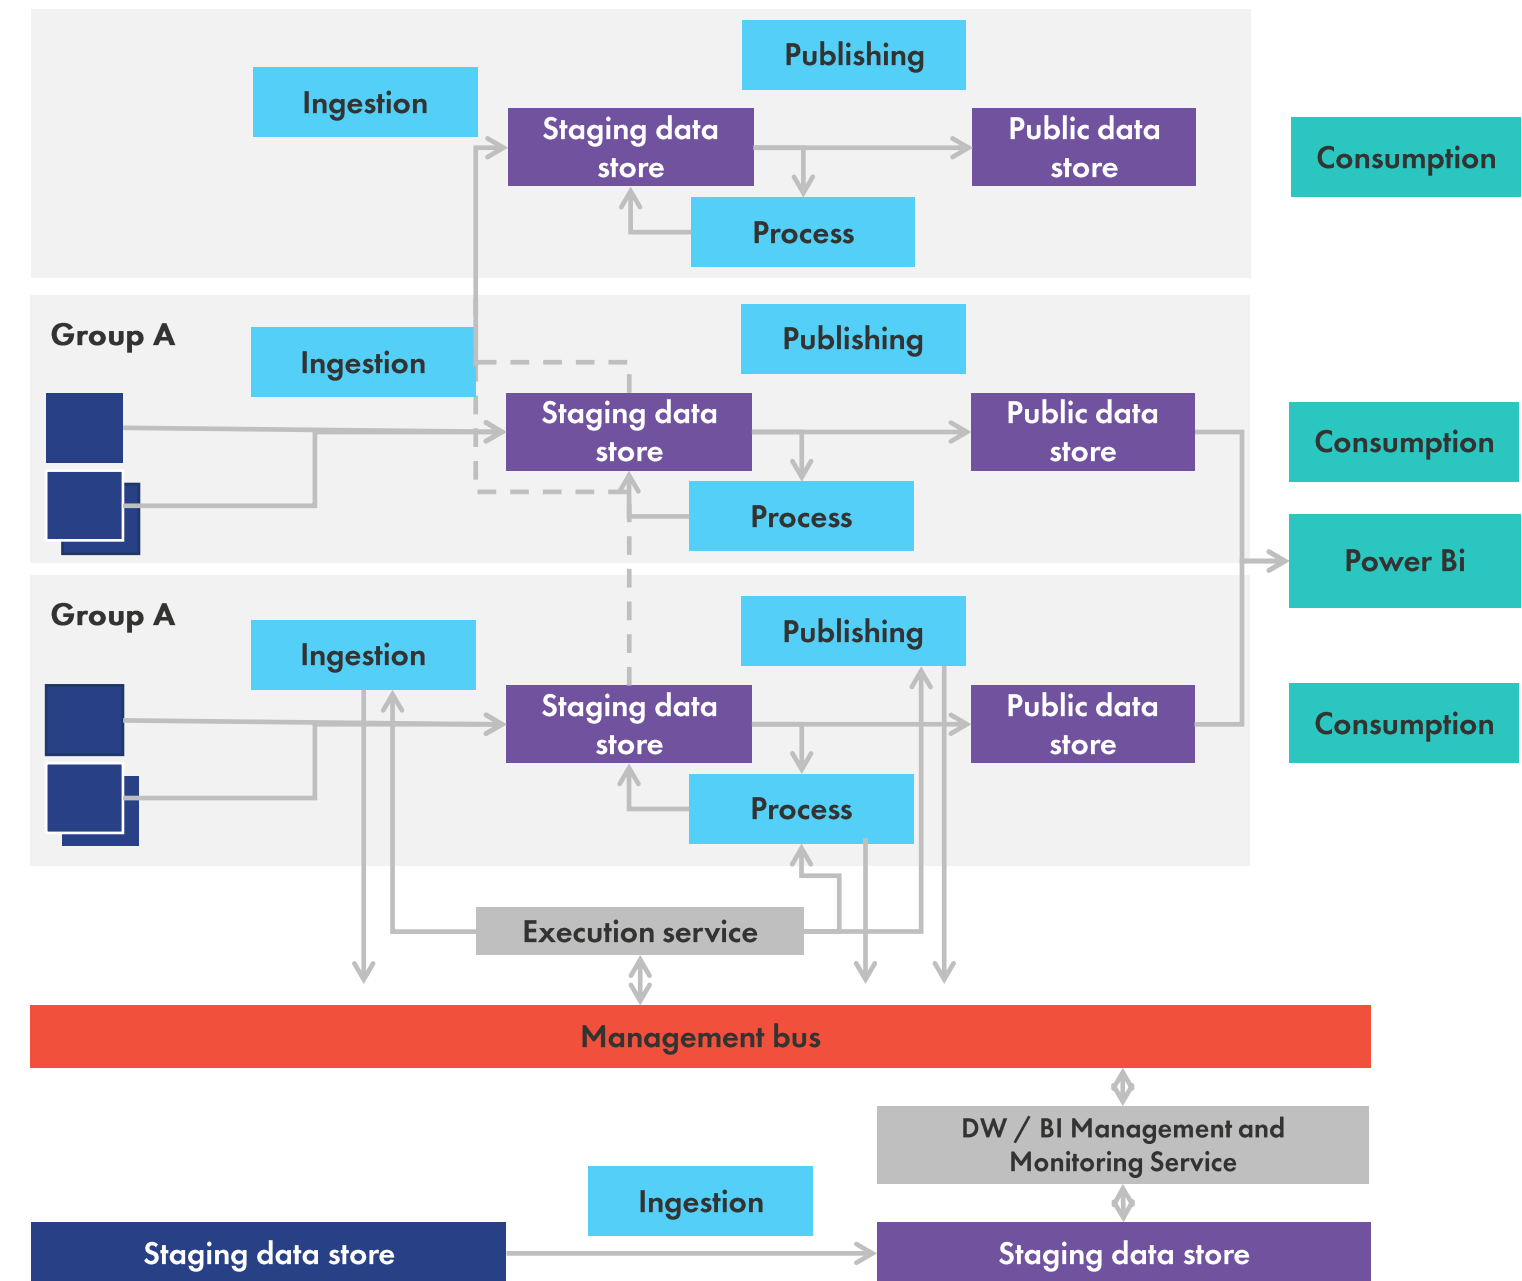 Publishing
Ingestion
Staging data
store
Public data
store
Consumption
Process
Group A
Publishing
Ingestion
Staging data
store
Public data
store
Consumption
Process
Power Bi
Group A
Publishing
Ingestion
Staging data
store
Public data
store
Consumption
Process
Execution service
Management bus
DW / BI Management and
Monitoring Service
Ingestion
Staging data store
Staging data store